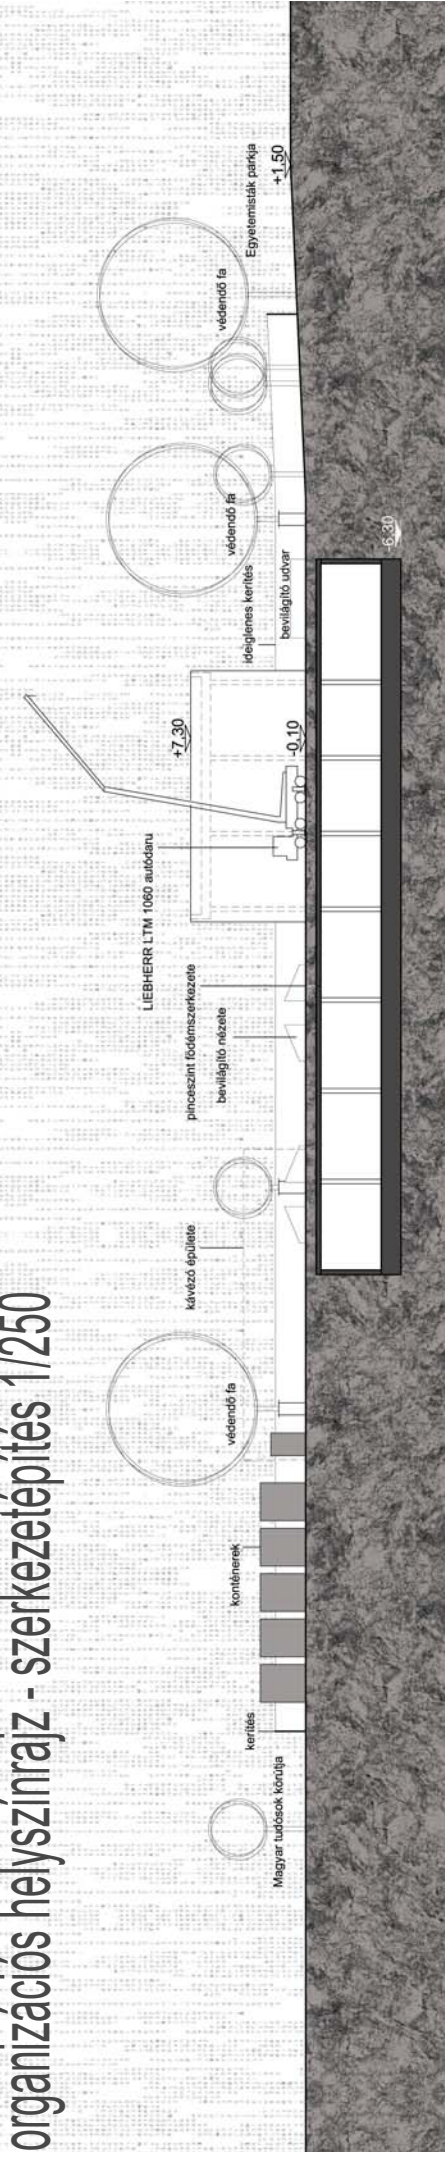 organizációs helyszínrajz - szerkezetépítés 1/250
Magyar tudósok körútja
kerítés
konténerek
védendő fa
kávézó épülete
bevilágító nézete
pinceszint födémszerkezete
LIEBHERR LTM 1060 autódaru
+7,30
-0,10
ideiglenes kerítés
bevilágító udvar
védendő fa
-6,30
védendő fa
Egyetemisták parkja
+1,50